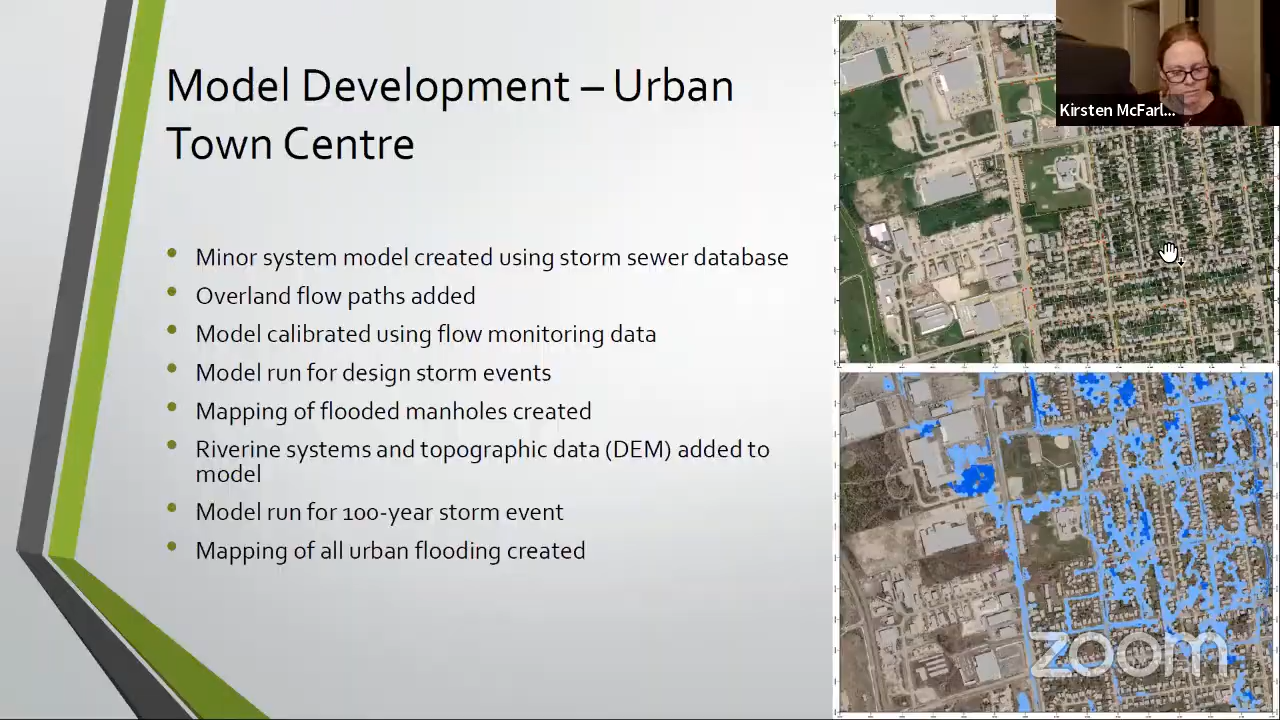 Model Development – Urban
Town Centre
Minor system model created using storm sewer database
Overland flow paths added
Model calibrated using flow monitoring data
Model run for design storm events
Mapping of flooded manholes created
Riverine systems and topographic data (DEM) added to
model
Model run for 100-year storm event
Mapping of all urban flooding created
Kirsten McFarl...
zoom